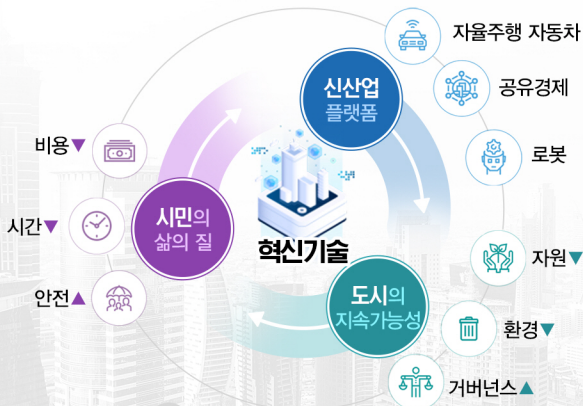 자율주행 자동차
공유경제
로봇
신산업
플랫폼
비용▼
시간▼
안전▲
시민의
삶의 질
혁신기술
도시의
지속가능성
자원▼
환경▼
거버넌스▲